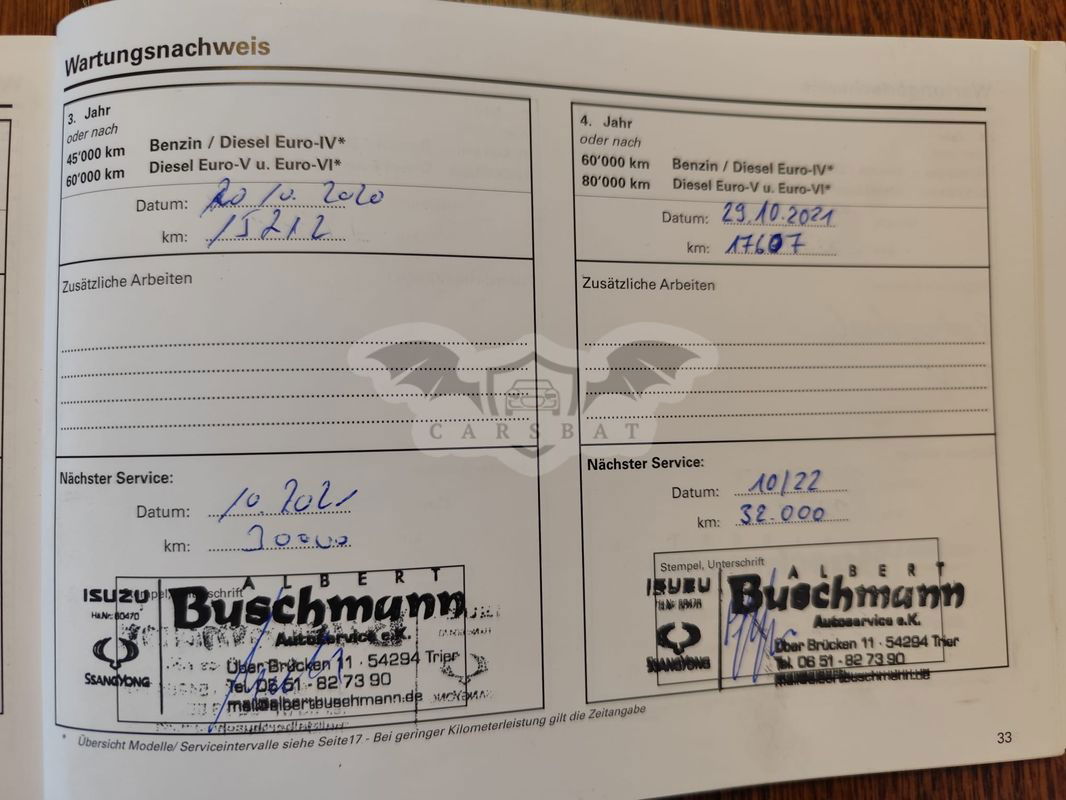 Wartungsnachweis
3. Jahr
oder nach
45'000 km Benzin / Diesel Euro-IV*
60'000 km Diesel Euro-V u. Euro-VI*
Datum: 20/10. 2020
km: 15212
Zusätzliche Arbeiten
Nächster Service:
Datum: 10. 2021
km: 30000
ISUZU
SSANGYONG
ALBERT
Buschmann
Autoservice e.K.
Über Brücken 11 · 54294 Trier
Tel. 06 51 - 82 73 90
mail@albertbuschmann.de
4. Jahr
oder nach
60'000 km Benzin / Diesel Euro-IV*
80'000 km Diesel Euro-V u. Euro-VI*
Datum: 29.10.2021
km: 17607
Zusätzliche Arbeiten
Nächster Service:
Datum: 10/22
km: 32.000
Stempel, Unterschrift
ISUZU
SSANGYONG
ALBERT
Buschmann
Autoservice e.K.
Über Brücken 11 · 54294 Trier
Tel. 06 51 - 82 73 90
mail@albertbuschmann.de
* Übersicht Modelle/ Serviceintervalle siehe Seite17 - Bei geringer Kilometerleistung gilt die Zeitangabe
33
CARSBAT